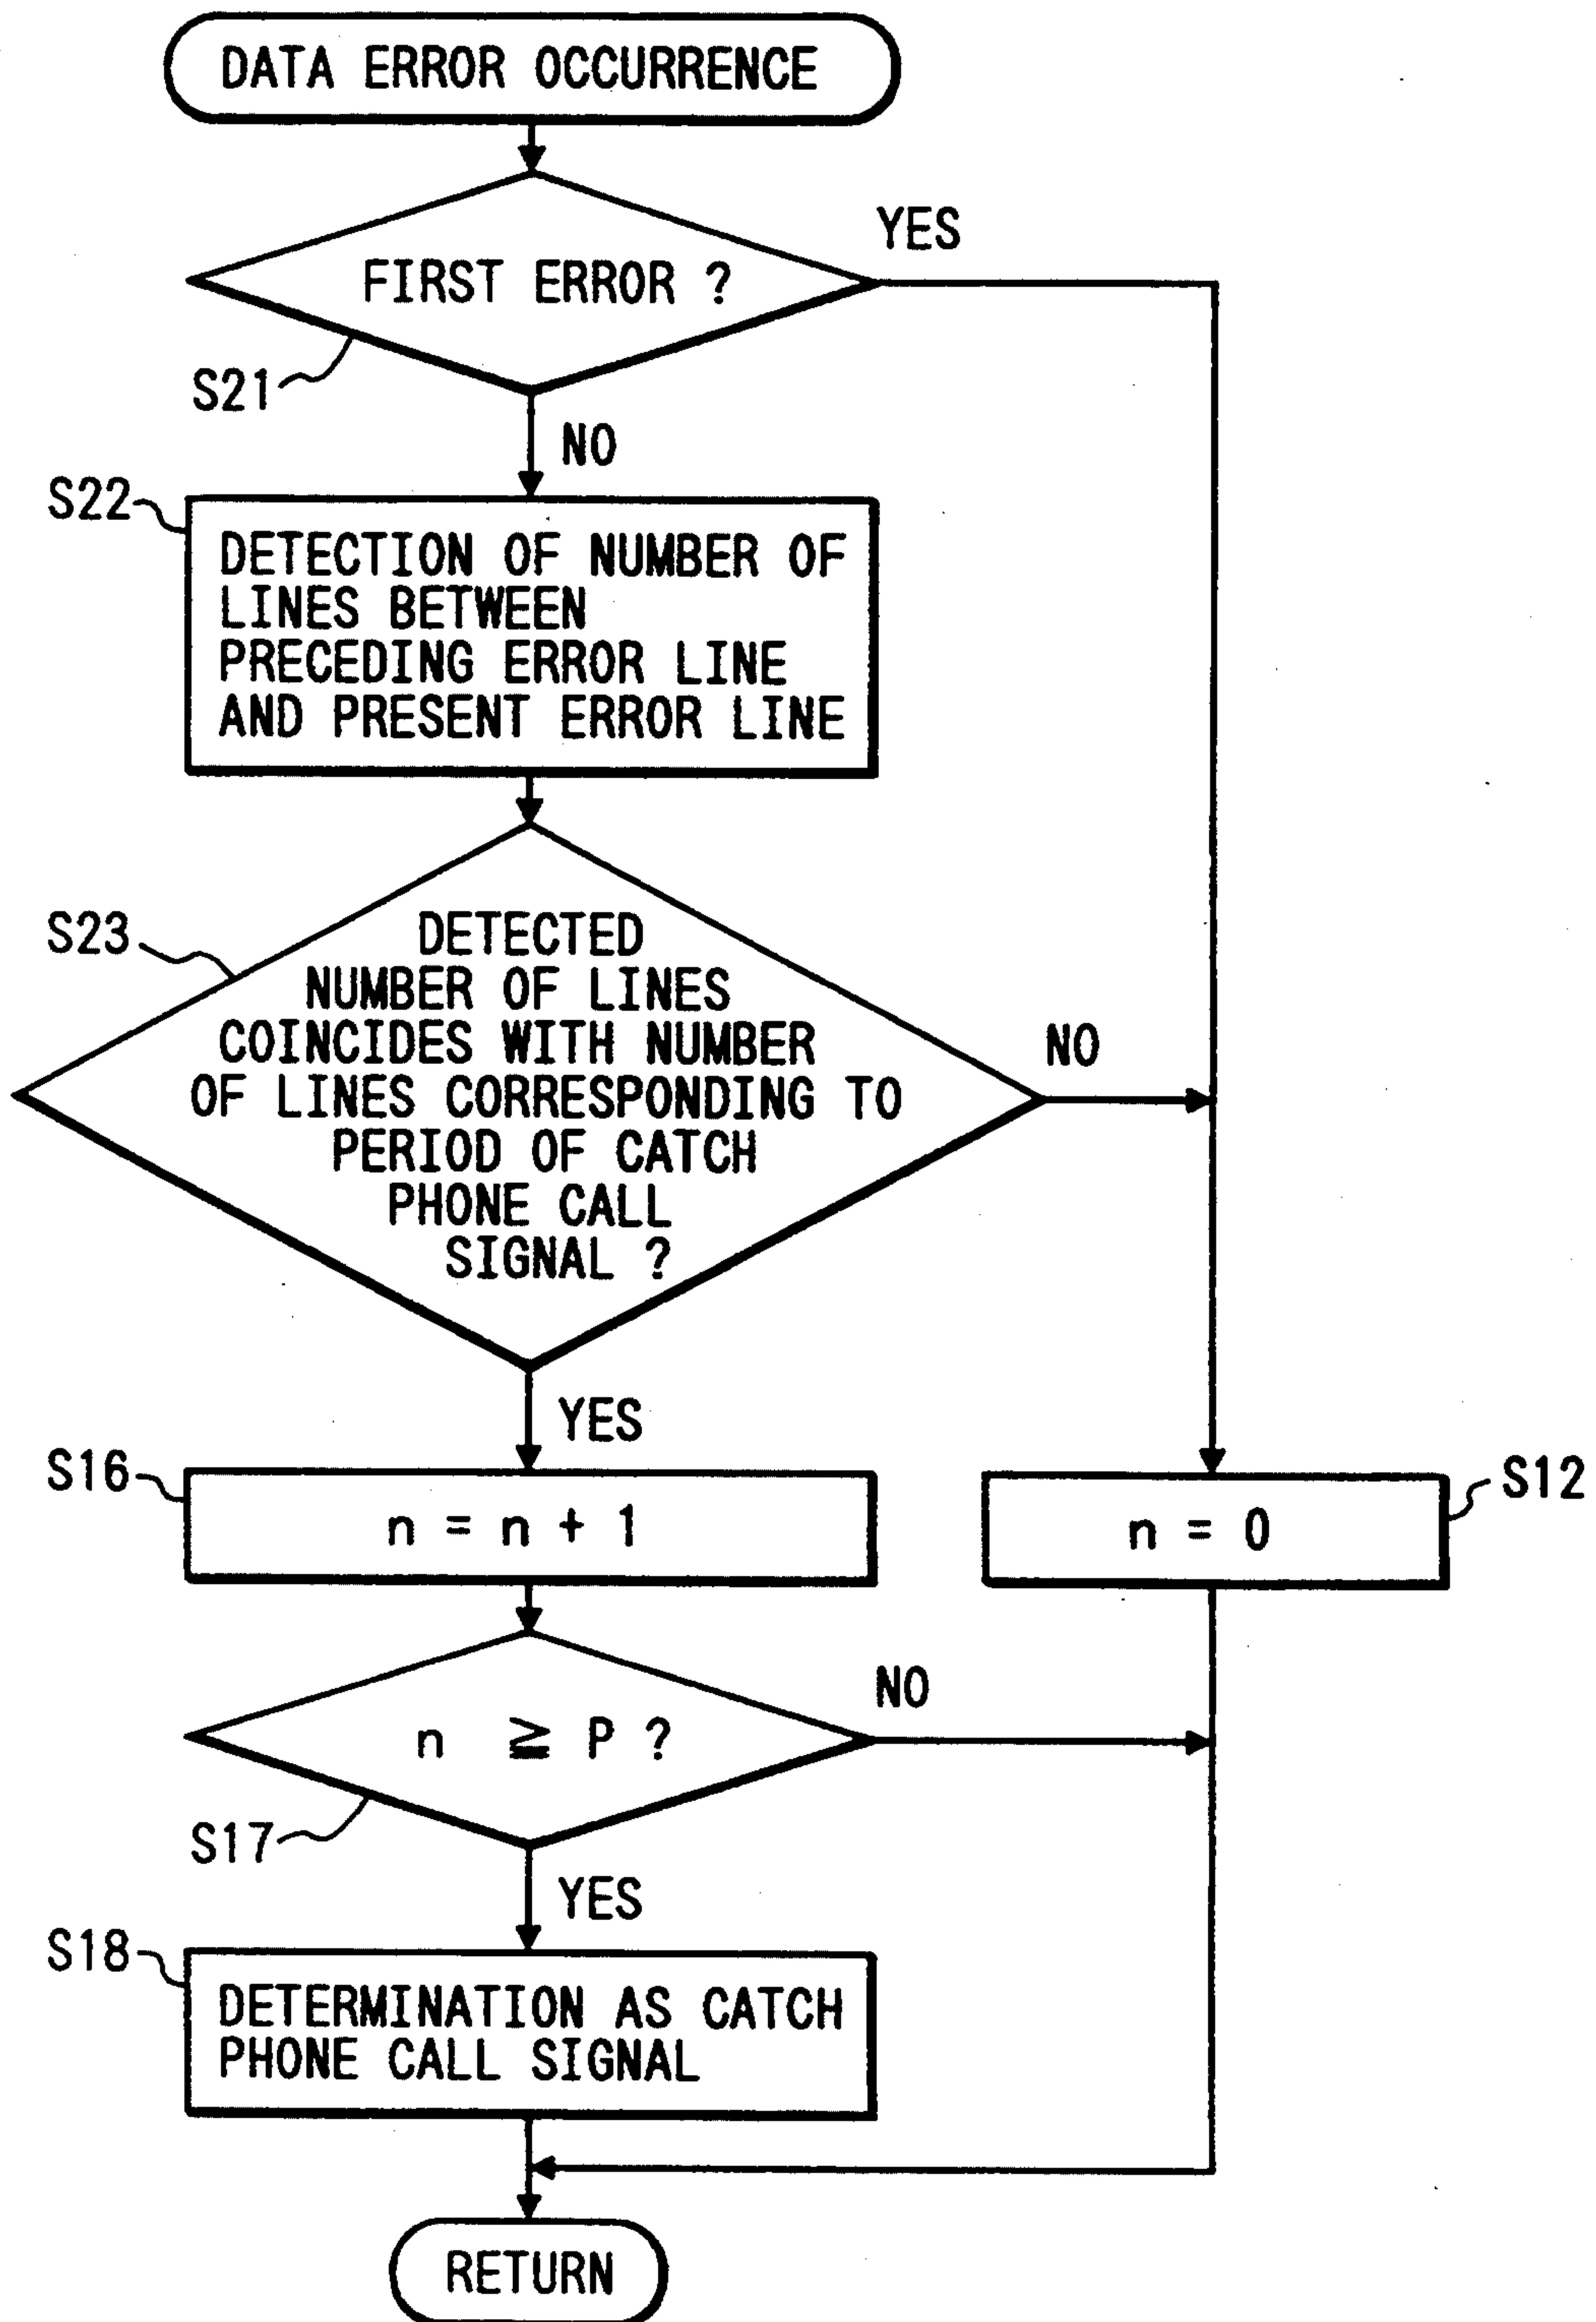 DATA ERROR OCCURRENCE
YES
FIRST ERROR ?
S21
NO
S22
DETECTION OF NUMBER OF
LINES BETWEEN
PRECEDING ERROR LINE
AND PRESENT ERROR LINE
S23
DETECTED
NUMBER OF LINES
COINCIDES WITH NUMBER
OF LINES CORRESPONDING TO
PERIOD OF CATCH
PHONE CALL
SIGNAL ?
NO
YES
S16
n = n + 1
S12
n = 0
NO
n ≧ P ?
S17
YES
S18
DETERMINATION AS CATCH
PHONE CALL SIGNAL
RETURN